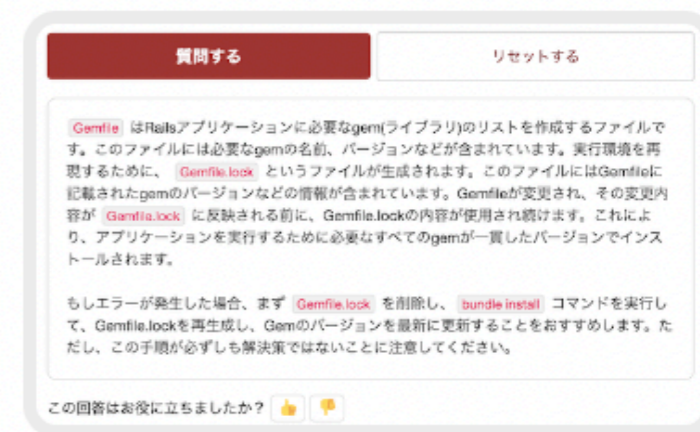 質問する
リセットする
Gemfile はRailsアプリケーションに必要なgem(ライブラリ)のリストを作成するファイルで
す。このファイルには必要なgemの名前、バージョンなどが含まれています。実行環境を再
現するために、 Gemfile.lock というファイルが生成されます。このファイルにはGemfileに
記載されたgemのバージョンなどの情報が含まれています。Gemfileが変更され、その変更内
容が Gemfile.lock に反映される前に、Gemfile.lockの内容が使用され続けます。これによ
り、アプリケーションを実行するために必要なすべてのgemが一貫したバージョンでインス
トールされます。
もしエラーが発生した場合、まず Gemfile.lock を削除し、 bundle install コマンドを実行し
て、Gemfile.lockを再生成し、Gemのバージョンを最新に更新することをおすすめします。た
だし、この手順が必ずしも解決策ではないことに注意してください。
この回答はお役に立ちましたか？